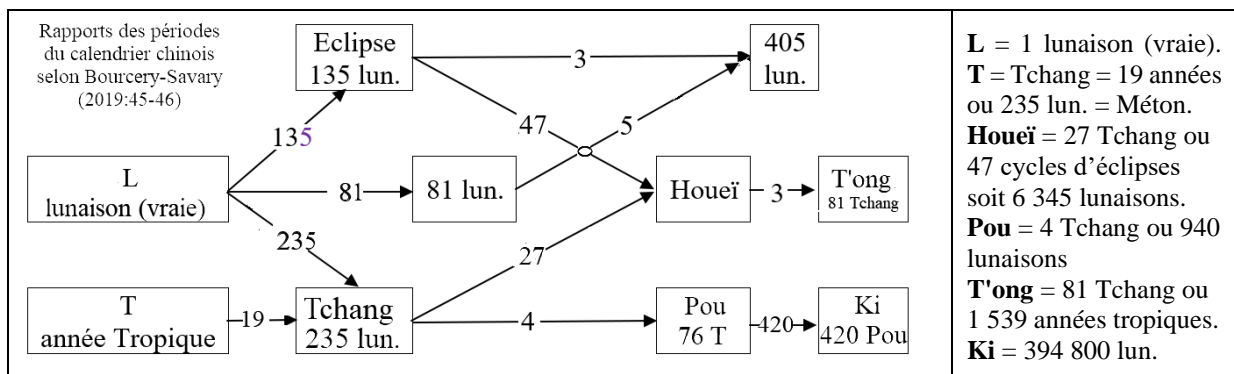 Rapports des périodes
du calendrier chinois
selon Bourcery-Savary
(2019:45-46)
Eclipse
135 lun.
3
405
lun.
47
5
135
L
lunaison (vraie)
81
81 lun.
Houeï
3
T'ong
81 Tchang
235
27
T
année Tropique
19
Tchang
235 lun.
4
Pou
76 T
420
Ki
420 Pou
L = 1 lunaison (vraie).
T = Tchang = 19 années
ou 235 lun. = Méton.
Houeï = 27 Tchang ou
47 cycles d'éclipses
soit 6 345 lunaisons.
Pou = 4 Tchang ou 940
lunaisons
T'ong = 81 Tchang ou
1 539 années tropiques.
Ki = 394 800 lun.